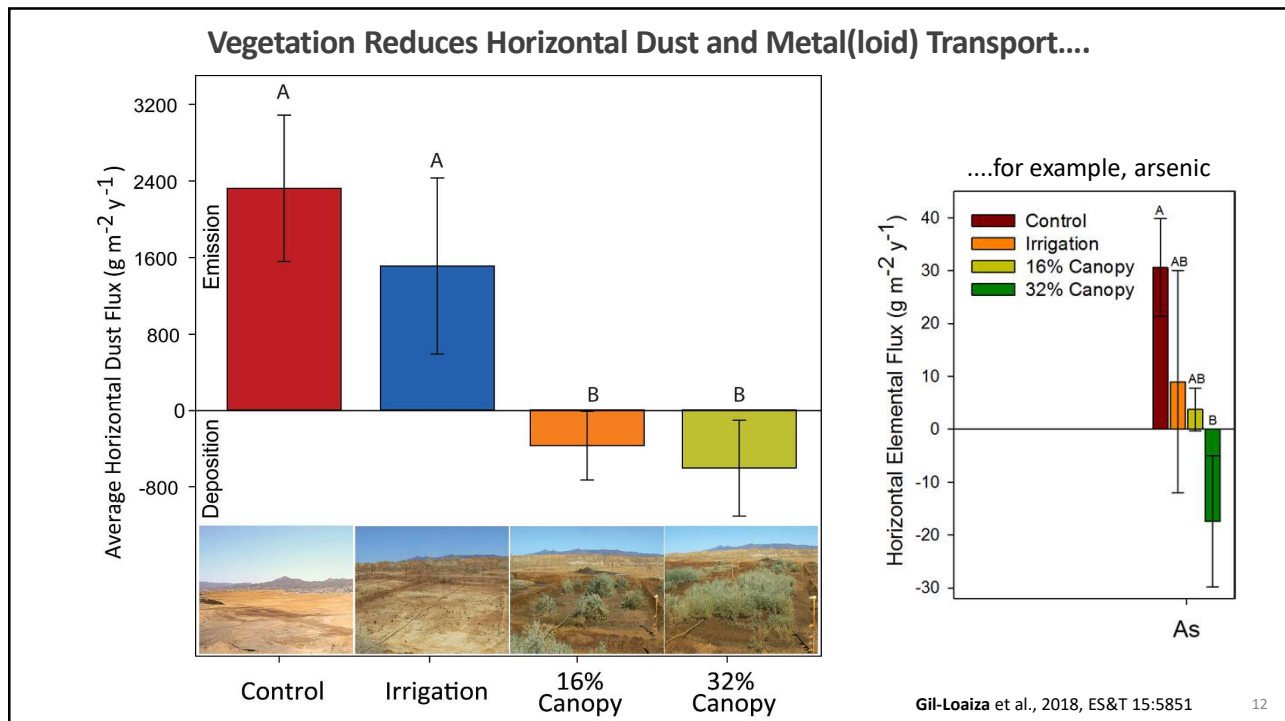 Vegetation Reduces Horizontal Dust and Metal(loid) Transport....
Average Horizontal Dust Flux (g m⁻² y⁻¹ )
Emission
Deposition
3200
2400
1600
800
0
-800
A
A
B
B
Control
Irrigation
16% Canopy
32% Canopy
....for example, arsenic
Horizontal Elemental Flux (g m⁻² y⁻¹)
40
30
20
10
0
-10
-20
-30
Control
Irrigation
16% Canopy
32% Canopy
A
AB
AB
B
As
Gil-Loaiza et al., 2018, ES&T 15:5851
12